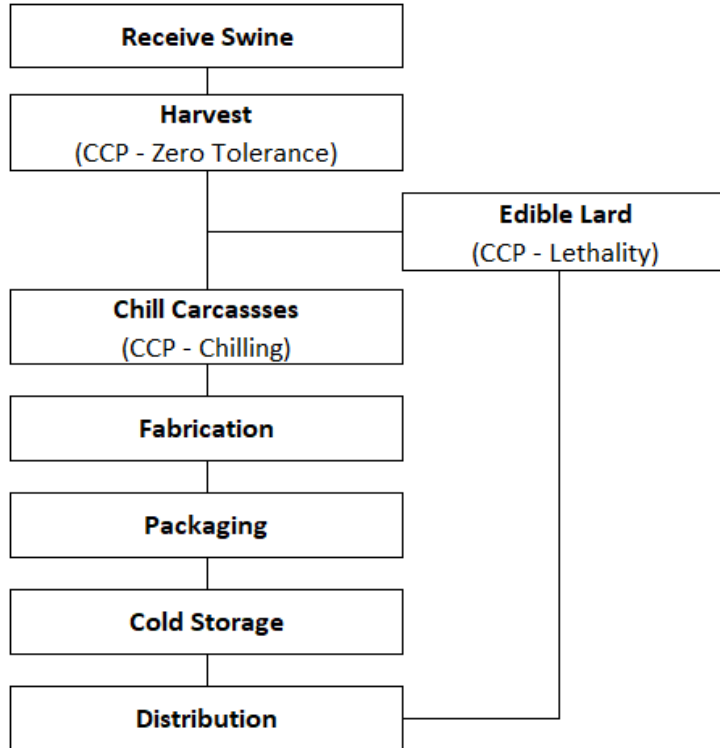 Receive Swine
Harvest
(CCP - Zero Tolerance)
Edible Lard
(CCP - Lethality)
Chill Carcassses
(CCP - Chilling)
Fabrication
Packaging
Cold Storage
Distribution